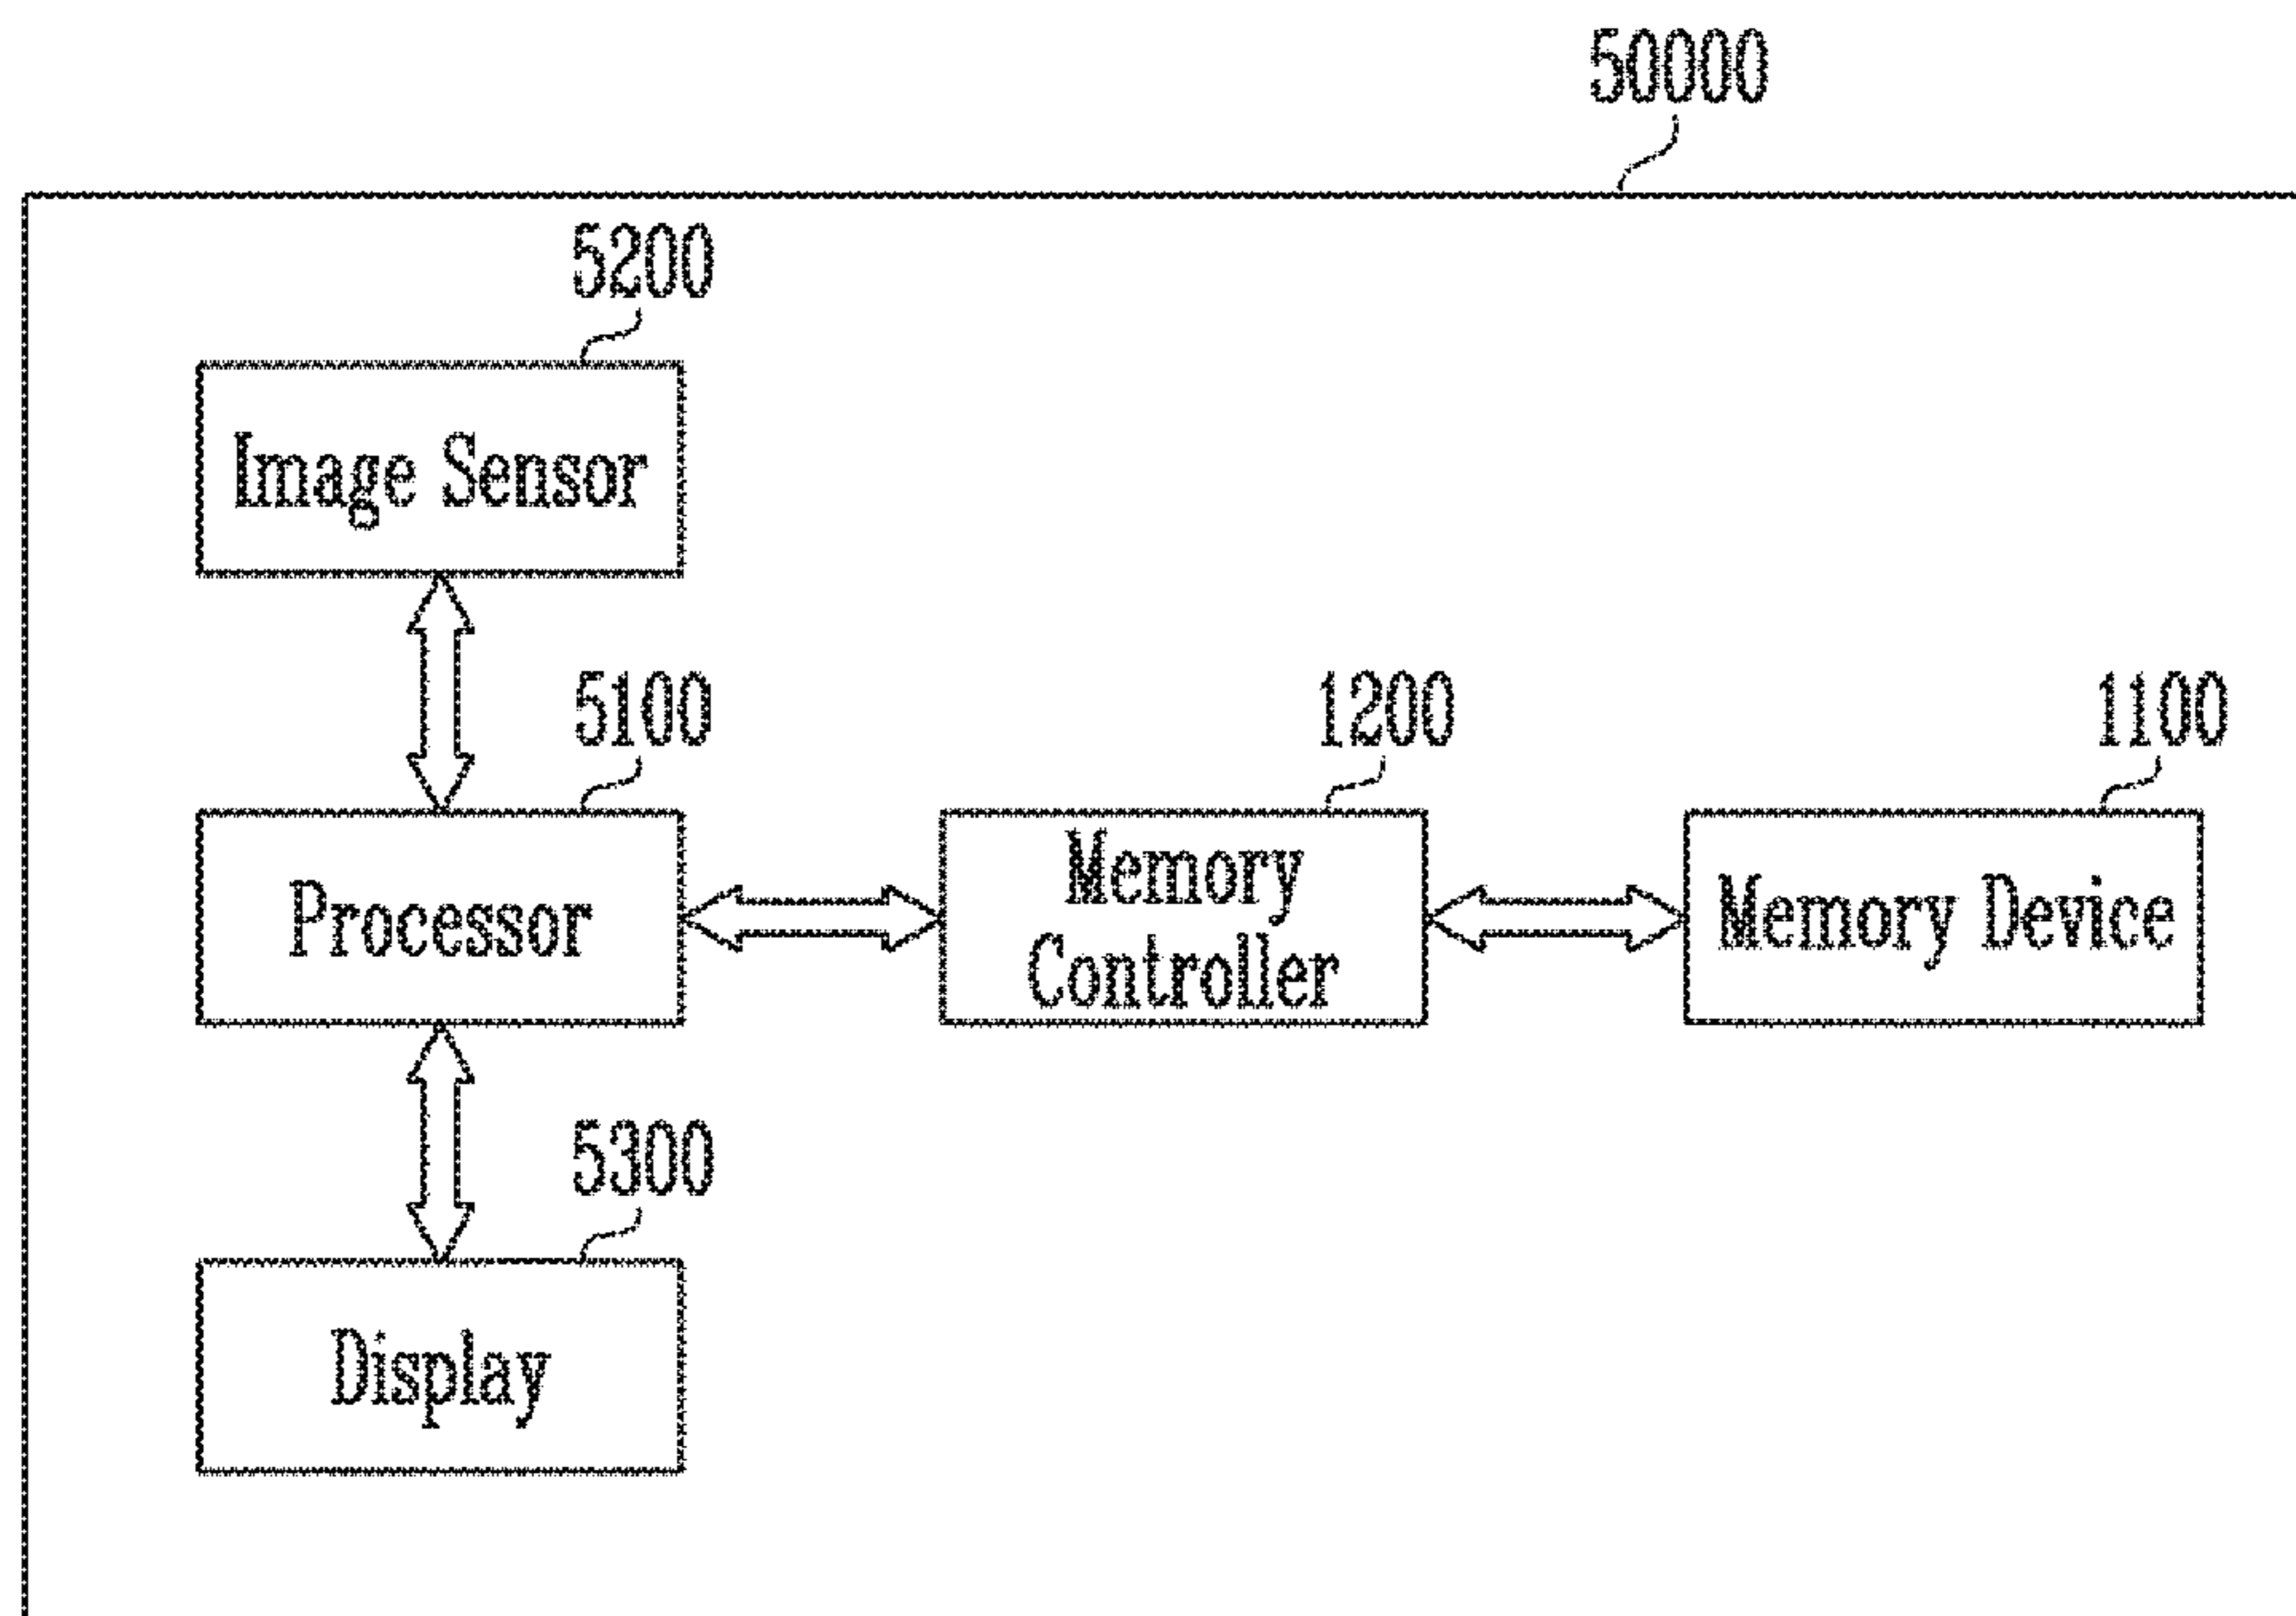 50000
5200
Image Sensor
5100
1200
1100
Processor
Memory
Controller
Memory Device
5300
Display